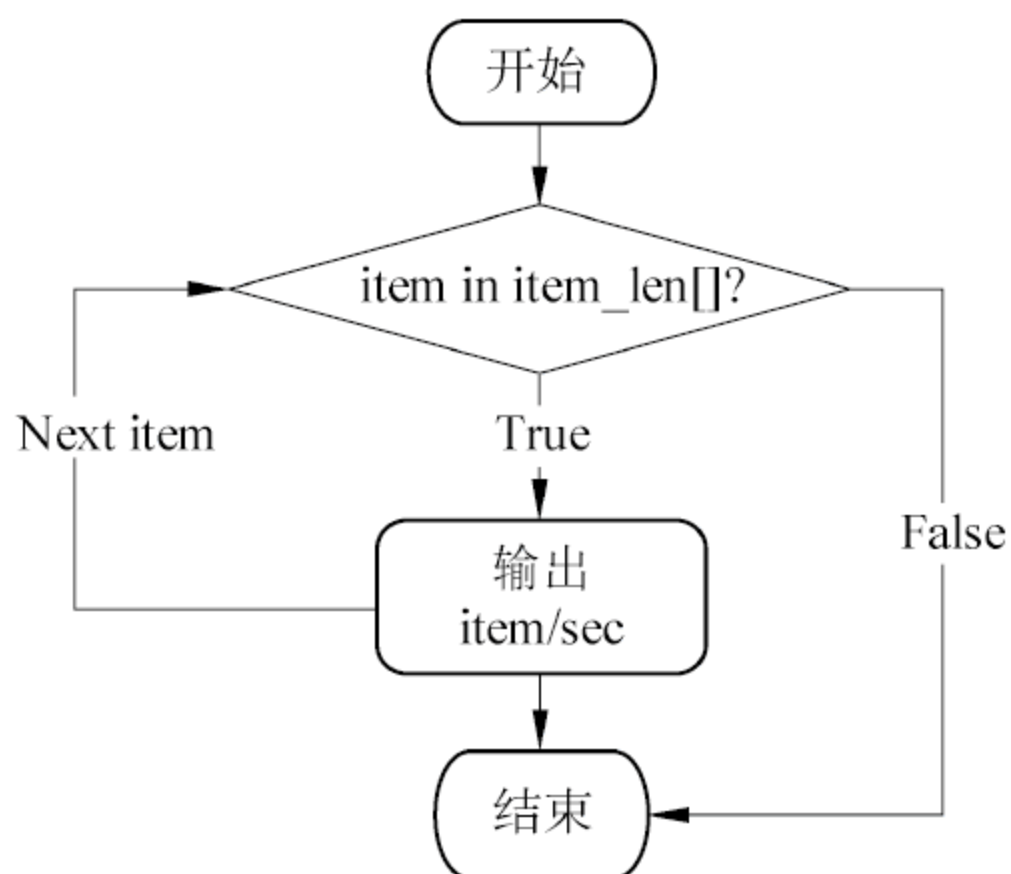 开始
item in item_len[]?
Next item
True
False
输出
item/sec
结束